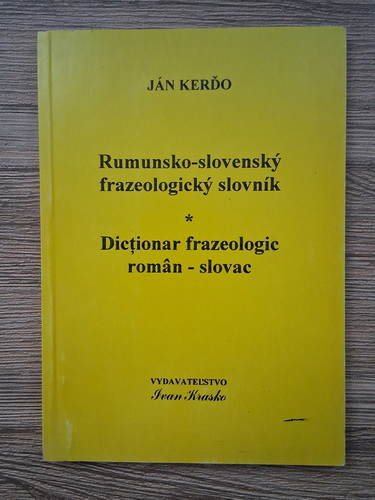 JÁN KERĎO
Rumunsko-slovenský
frazeologický slovník
*
Dicționar frazeologic
român - slovac
VYDAVATEĽSTVO
Ivan Krasko